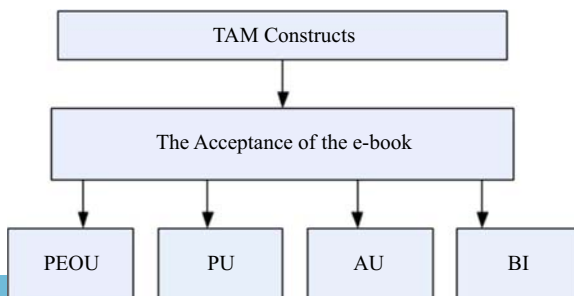 TAM Constructs
The Acceptance of the e-book
PEOU PU AU BI